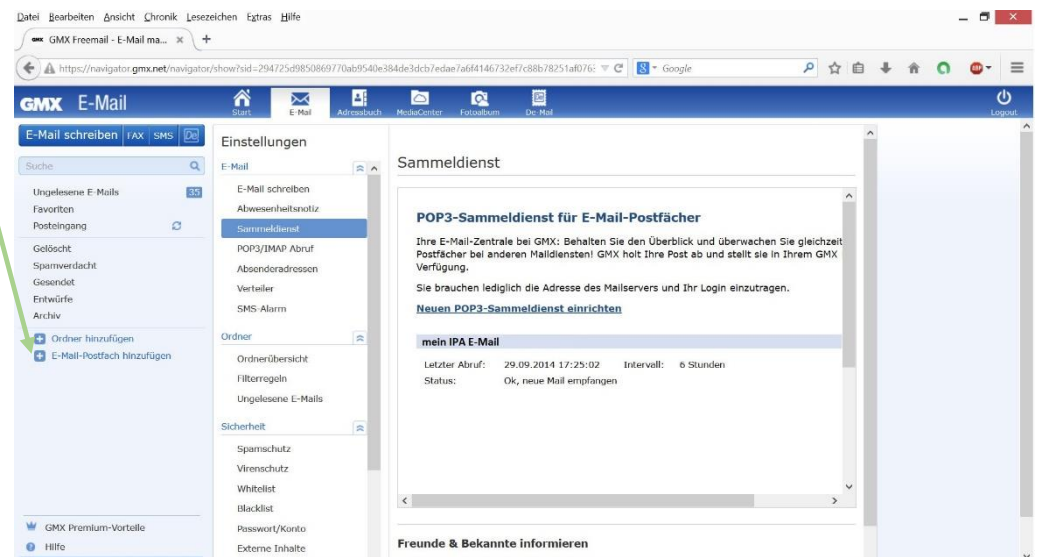 Datei Bearbeiten Ansicht Chronik Lesezeichen Extras Hilfe
GMX Freemail - E-Mail ma...
https://navigator.gmx.net/navigator/show?sid= Google
GMX E-Mail
Start E-Mail Adressbuch MediaCenter Fotoalbum De-Mail Logout
E-Mail schreiben FAX SMS De
Suche
Ungelesene E-Mails 35
Favoriten
Posteingang
Gelöscht
Spamverdacht
Gesendet
Entwürfe
Archiv
Ordner hinzufügen
E-Mail-Postfach hinzufügen
GMX Premium-Vorteile
Hilfe
Einstellungen
E-Mail
E-Mail schreiben
Abwesenheitsnotiz
Sammeldienst
POP3/IMAP Abruf
Absenderadressen
Verteiler
SMS-Alarm
Ordner
Ordnerübersicht
Filterregeln
Ungelesene E-Mails
Sicherheit
Spamschutz
Virenschutz
Whitelist
Blacklist
Passwort/Konto
Externe Inhalte
Sammeldienst
POP3-Sammeldienst für E-Mail-Postfächer
Ihre E-Mail-Zentrale bei GMX: Behalten Sie den Überblick und überwachen Sie gleichzeit
Postfächer bei anderen Maildiensten! GMX holt Ihre Post ab und stellt sie in Ihrem GMX
Verfügung.
Sie brauchen lediglich die Adresse des Mailservers und Ihr Login einzutragen.
Neuen POP3-Sammeldienst einrichten
mein IPA E-Mail
Letzter Abruf: 29.09.2014 17:25:02 Intervall: 6 Stunden
Status: Ok, neue Mail empfangen
Freunde & Bekannte informieren